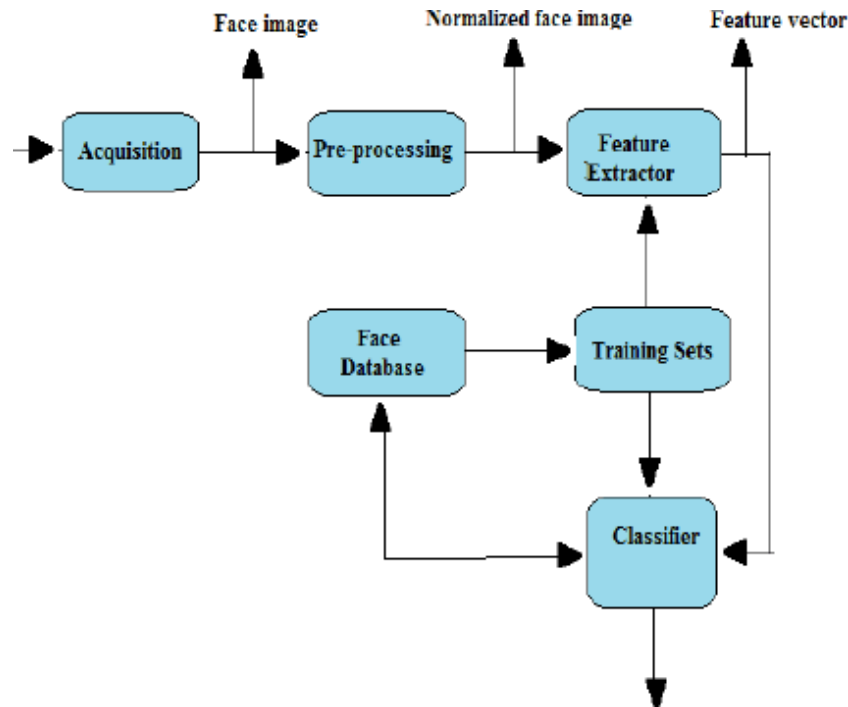 Face image
Normalized face image
Feature vector
Acquisition
Pre-processing
Feature
Extractor
Face
Database
Training Sets
Classifier